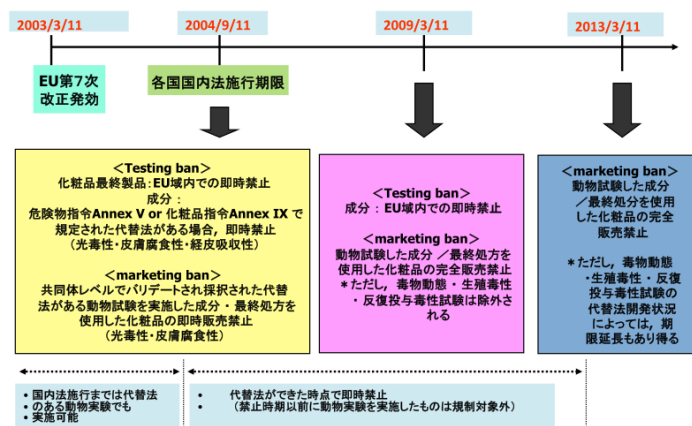 2003/3/11
2004/9/11
2009/3/11
2013/3/11
EU第7次
改正発効
各国国内法施行期限
<Testing ban>
化粧品最終製品:EU域内での即時禁止
成分:
危険物指令Annex V or 化粧品指令Annex IX で
規定された代替法がある場合,即時禁止
(光毒性・皮膚腐食性・経皮吸収性)
<marketing ban>
共同体レベルでバリデートされ採択された代替
法がある動物試験を実施した成分・最終処方を
使用した化粧品の即時販売禁止
(光毒性・皮膚腐食性)
<Testing ban>
成分:EU域内での即時禁止
<marketing ban>
動物試験した成分／最終処方を
使用した化粧品の完全販売禁止
*ただし,毒物動態・生殖毒性
・反復投与毒性試験は除外さ
れる
<marketing ban>
動物試験した成分
／最終処分を使用
した化粧品の完全
販売禁止
*ただし,毒物動態
・生殖毒性・反復
投与毒性試験の
代替法開発状況
によっては,期
限延長もあり得る
• 国内法施行までは代替法
• のある動物実験でも
• 実施可能
• 代替法ができた時点で即時禁止
• (禁止時期以前に動物実験を実施したものは規制対象外)